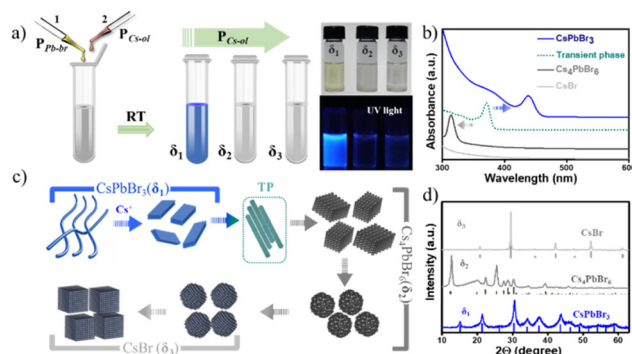 a)
1
2
P_Pb-br
P_Cs-ol
P_Cs-ol
RT
δ1
δ2
δ3
δ1
δ2
δ3
UV light
b)
Absorbance (a.u.)
CsPbBr3
Transient phase
Cs4PbBr6
CsBr
300
400
500
600
Wavelength (nm)
c)
CsPbBr3(δ1)
Cs+
TP
Cs4PbBr6(δ2)
CsBr (δ3)
d)
Intensity (a.u.)
δ3
CsBr
δ2
Cs4PbBr6
δ1
CsPbBr3
10 20 30 40 50 60
2Θ (degree)